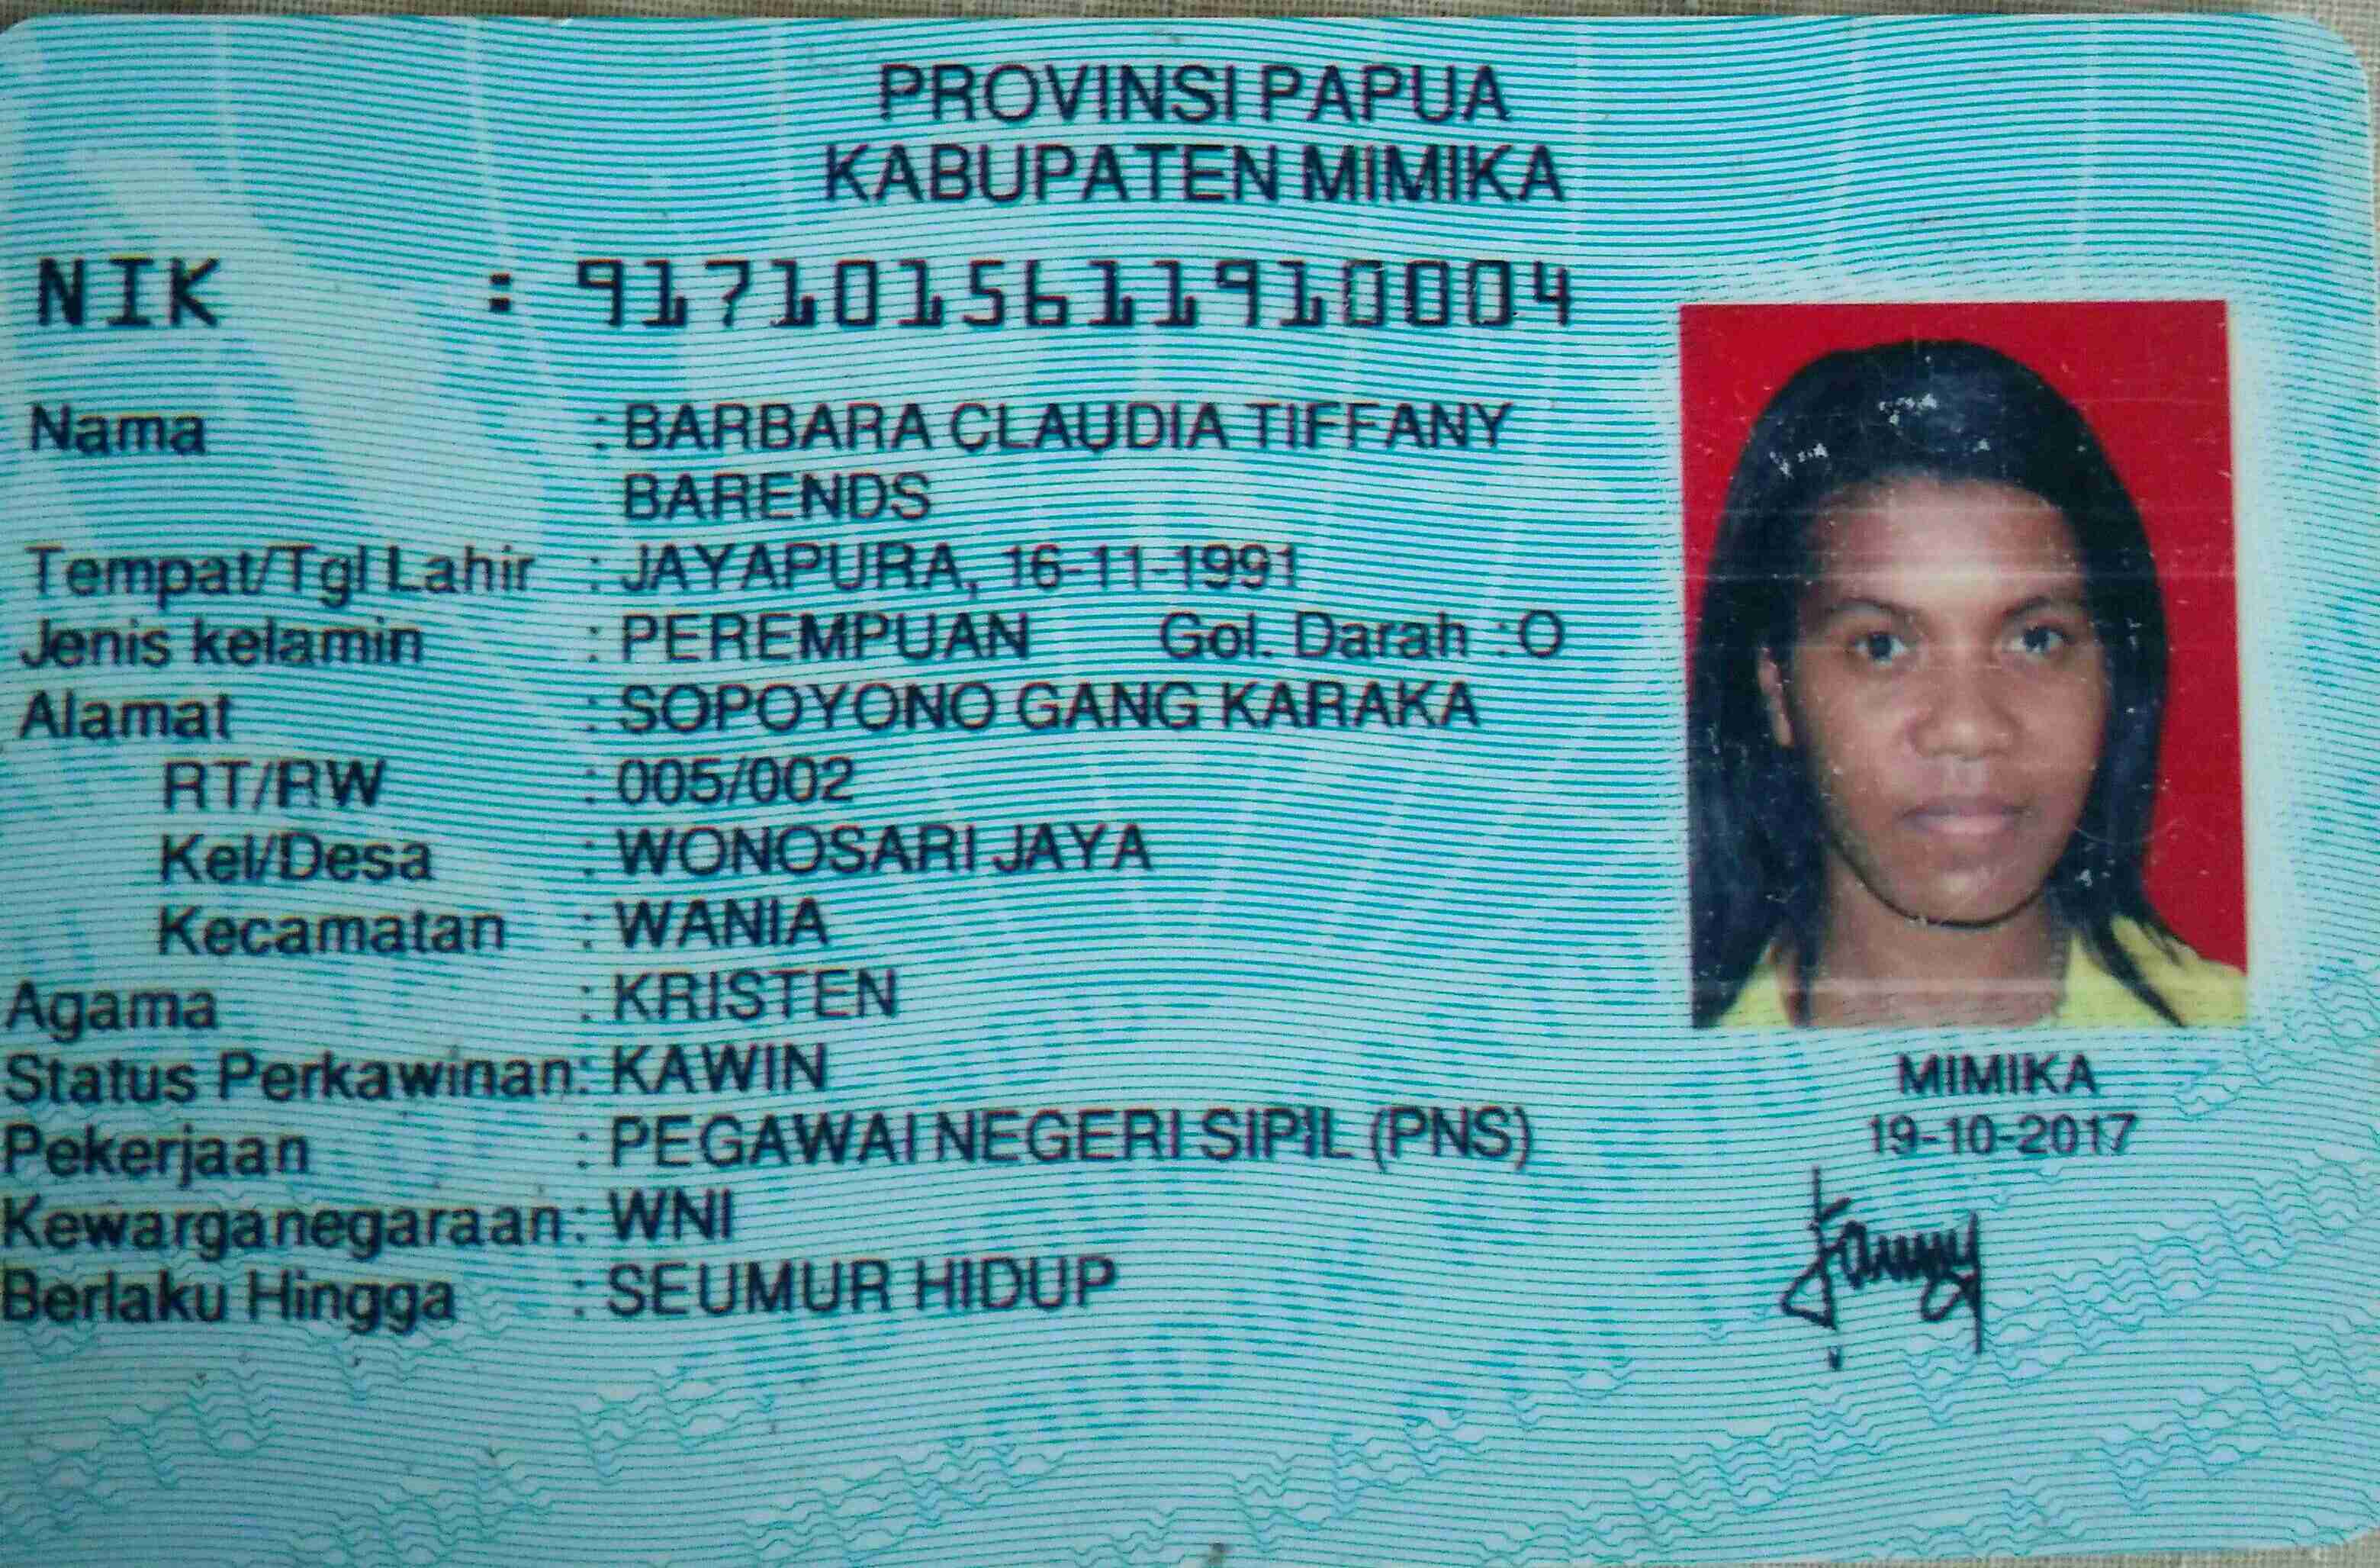 PROVINSI PAPUA
KABUPATEN MIMIKA
NIK : 9171015611910004
Nama : BARBARA CLAUDIA TIFFANY
BARENDS
Tempat/Tgl Lahir : JAYAPURA, 16-11-1991
Jenis kelamin : PEREMPUAN Gol. Darah : O
Alamat : SOPOYONO GANG KARAKA
RT/RW : 005/002
Kel/Desa : WONOSARI JAYA
Kecamatan : WANIA
Agama : KRISTEN
Status Perkawinan: KAWIN
Pekerjaan : PEGAWAI NEGERI SIPIL (PNS)
Kewarganegaraan: WNI
Berlaku Hingga : SEUMUR HIDUP
MIMIKA
19-10-2017
Fanny